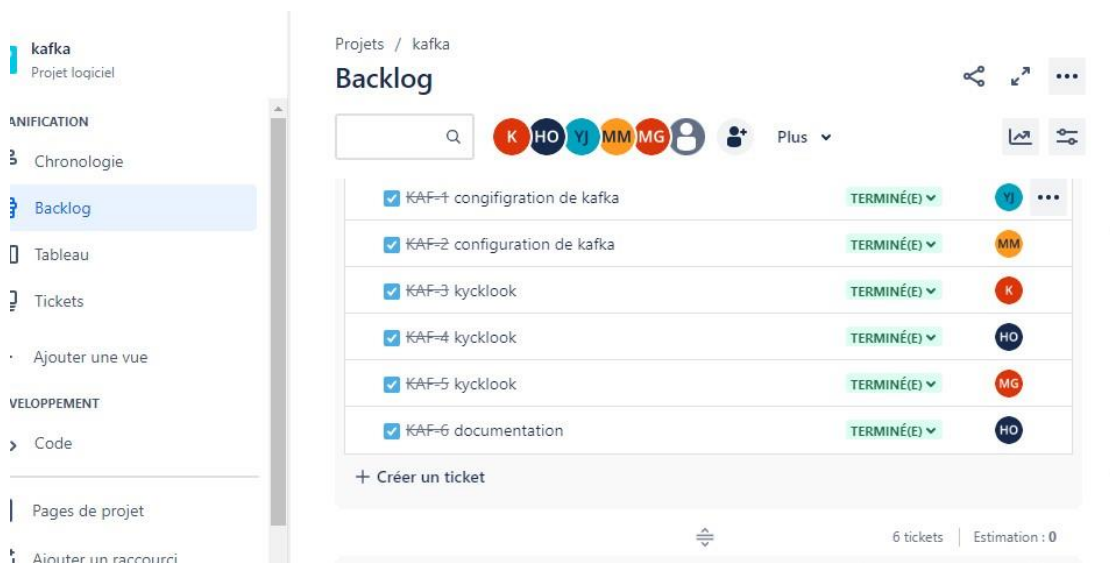 kafka
Projet logiciel
ANIFICATION
Chronologie
Backlog
Tableau
Tickets
Ajouter une vue
VELOPPEMENT
Code
Pages de projet
Ajouter un raccourci
Projets / kafka
Backlog
K HO YJ MM MG Plus
KAF-1 congifigration de kafka TERMINÉ(E) YJ
KAF-2 configuration de kafka TERMINÉ(E) MM
KAF-3 kycklook TERMINÉ(E) K
KAF-4 kycklook TERMINÉ(E) HO
KAF-5 kycklook TERMINÉ(E) MG
KAF-6 documentation TERMINÉ(E) HO
+ Créer un ticket
6 tickets Estimation : 0